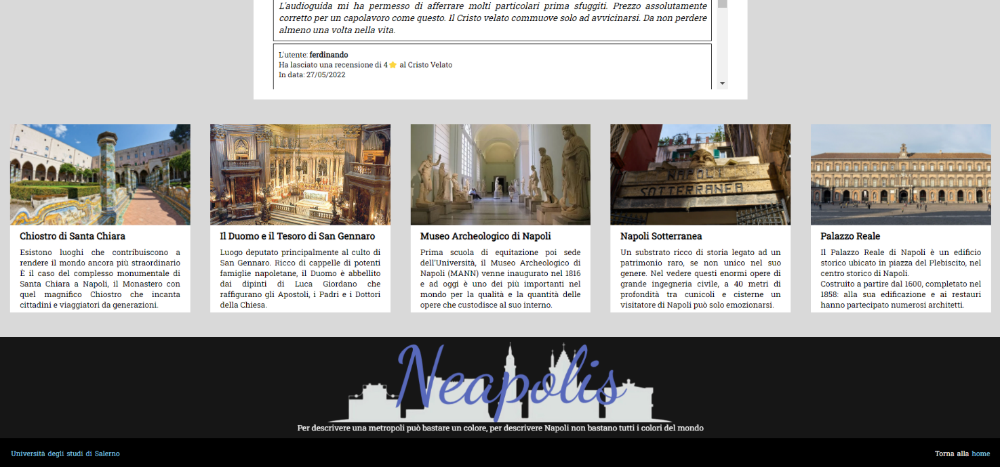 L'audioguida mi ha permesso di afferrare molti particolari prima sfuggiti. Prezzo assolutamente
corretto per un capolavoro come questo. Il Cristo velato commuove solo ad avvicinarsi. Da non perdere
almeno una volta nella vita.
L'utente: ferdinando
Ha lasciato una recensione di 4⭐ al Cristo Velato
In data: 27/05/2022
NAPOLI
SOTTERRANEA
Chiostro di Santa Chiara
Esistono luoghi che contribuiscono a
rendere il mondo ancora più straordinario
È il caso del complesso monumentale di
Santa Chiara a Napoli, il Monastero con
quel magnifico Chiostro che incanta
cittadini e viaggiatori da generazioni.
Il Duomo e il Tesoro di San Gennaro
Luogo deputato principalmente al culto di
San Gennaro. Ricco di cappelle di potenti
famiglie napoletane, il Duomo è abbellito
dai dipinti di Luca Giordano che
raffigurano gli Apostoli, i Padri e i Dottori
della Chiesa.
Museo Archeologico di Napoli
Prima scuola di equitazione poi sede
dell'Università, il Museo Archeologico di
Napoli (MANN) venne inaugurato nel 1816
e ad oggi è uno dei più importanti nel
mondo per la qualità e la quantità delle
opere che custodisce al suo interno.
Napoli Sotterranea
Un substrato ricco di storia legato ad un
patrimonio raro, se non unico nel suo
genere. Nel vedere questi enormi opere di
grande ingegneria civile, a 40 metri di
profondità tra cunicoli e cisterne un
visitatore di Napoli può solo emozionarsi.
Palazzo Reale
Il Palazzo Reale di Napoli è un edificio
storico ubicato in piazza del Plebiscito, nel
centro storico di Napoli.
Costruito a partire dal 1600, completato nel
1858: alla sua edificazione e ai restauri
hanno partecipato numerosi architetti.
Neapolis
Per descrivere una metropoli può bastare un colore, per descrivere Napoli non bastano tutti i colori del mondo
Università degli studi di Salerno
Torna alla home